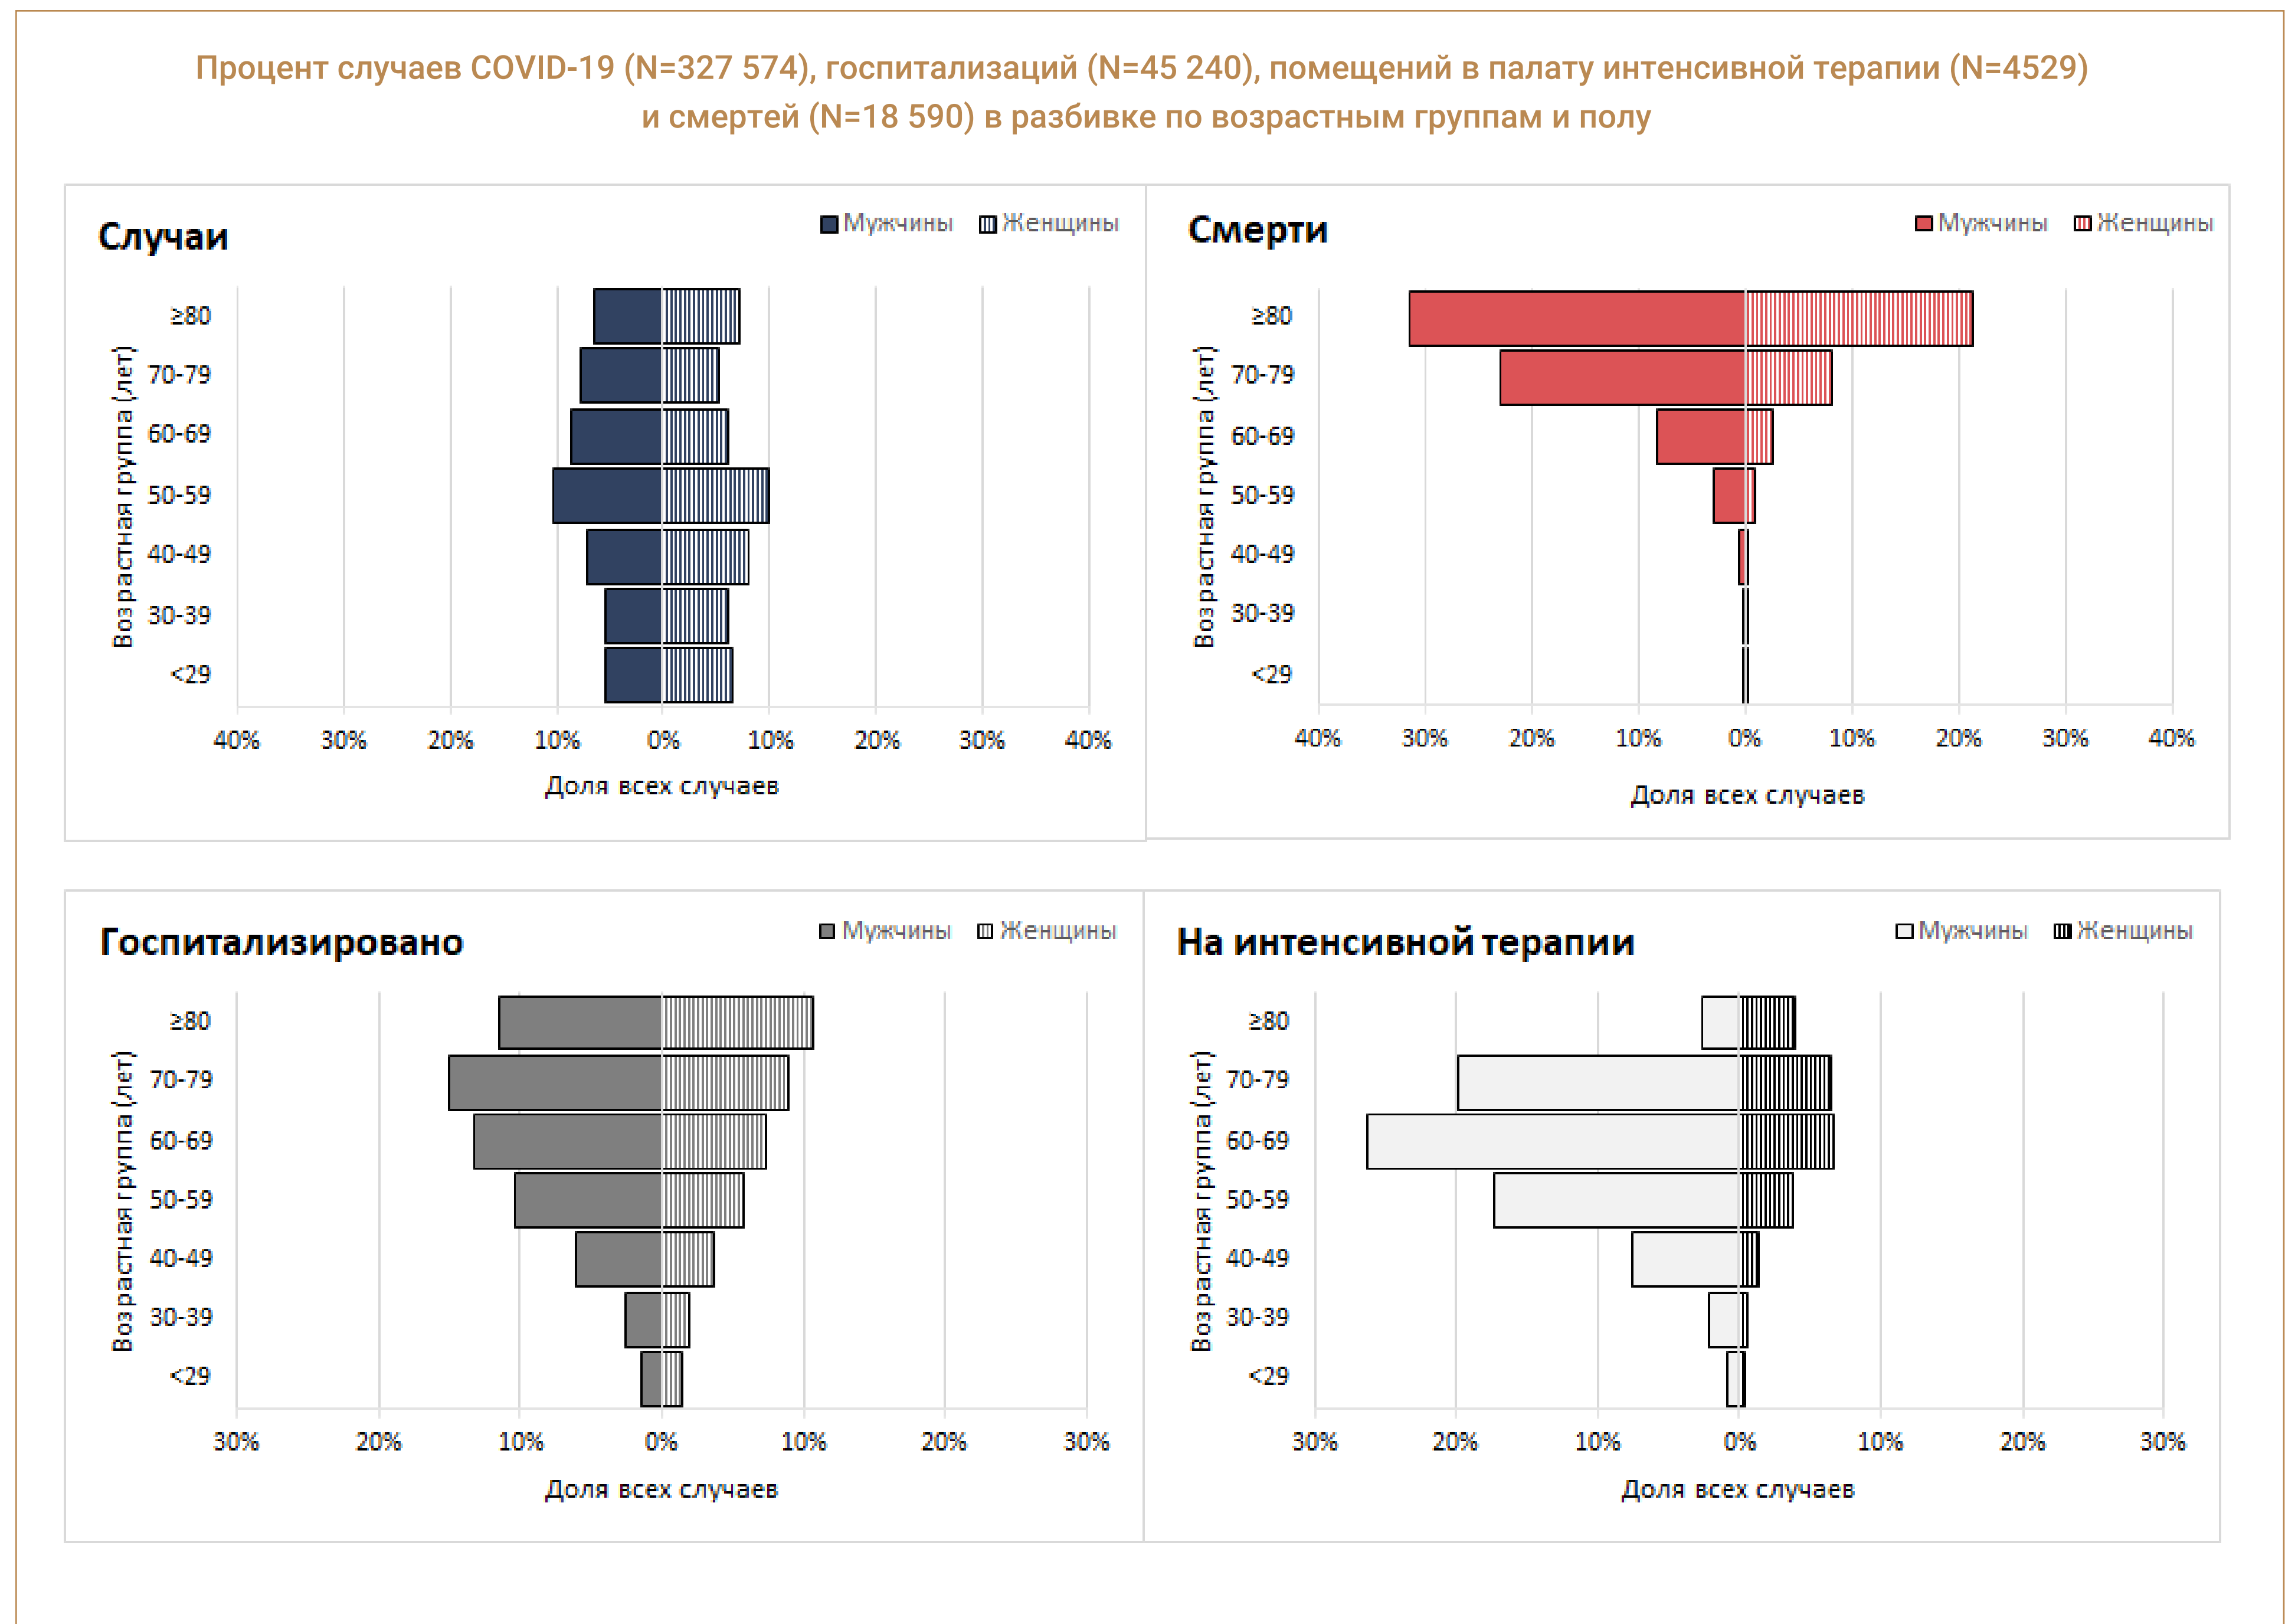 Процент случаев COVID-19 (N=327 574), госпитализаций (N=45 240), помещений в палату интенсивной терапии (N=4529)
и смертей (N=18 590) в разбивке по возрастным группам и полу
Случаи
Мужчины Женщины
Возрастная группа (лет)
≥80
70-79
60-69
50-59
40-49
30-39
<29
40% 30% 20% 10% 0% 10% 20% 30% 40%
Доля всех случаев
Смерти
Мужчины Женщины
Возрастная группа (лет)
≥80
70-79
60-69
50-59
40-49
30-39
<29
40% 30% 20% 10% 0% 10% 20% 30% 40%
Доля всех случаев
Госпитализировано
Мужчины Женщины
Возрастная группа (лет)
≥80
70-79
60-69
50-59
40-49
30-39
<29
30% 20% 10% 0% 10% 20% 30%
Доля всех случаев
На интенсивной терапии
Мужчины Женщины
Возрастная группа (лет)
≥80
70-79
60-69
50-59
40-49
30-39
<29
30% 20% 10% 0% 10% 20% 30%
Доля всех случаев